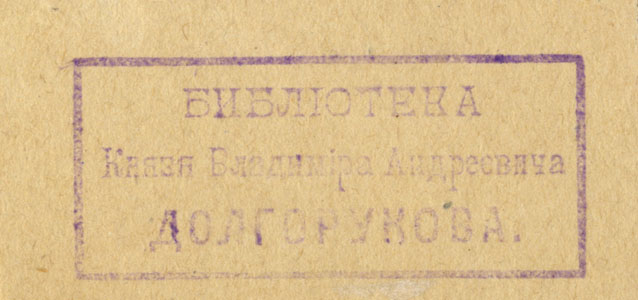 БИБЛІОТЕКА
Князя Владиміра Андреевича
ДОЛГОРУКОВА.